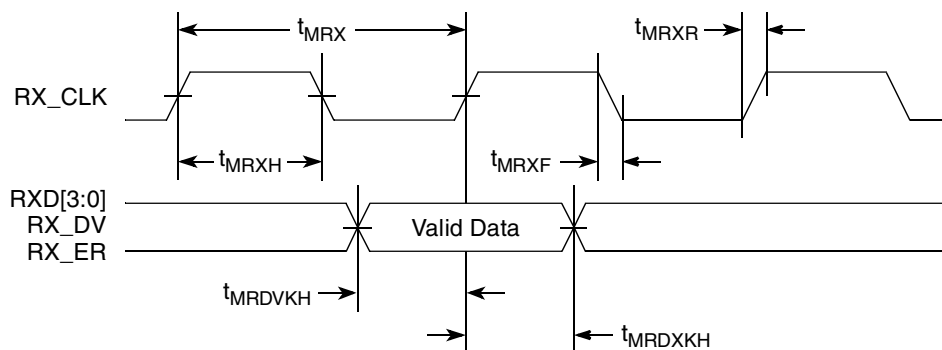 tMRX
tMRXR
RX_CLK
tMRXH
tMRXF
RXD[3:0]
RX_DV
Valid Data
RX_ER
tMRDVKH
tMRDXKH